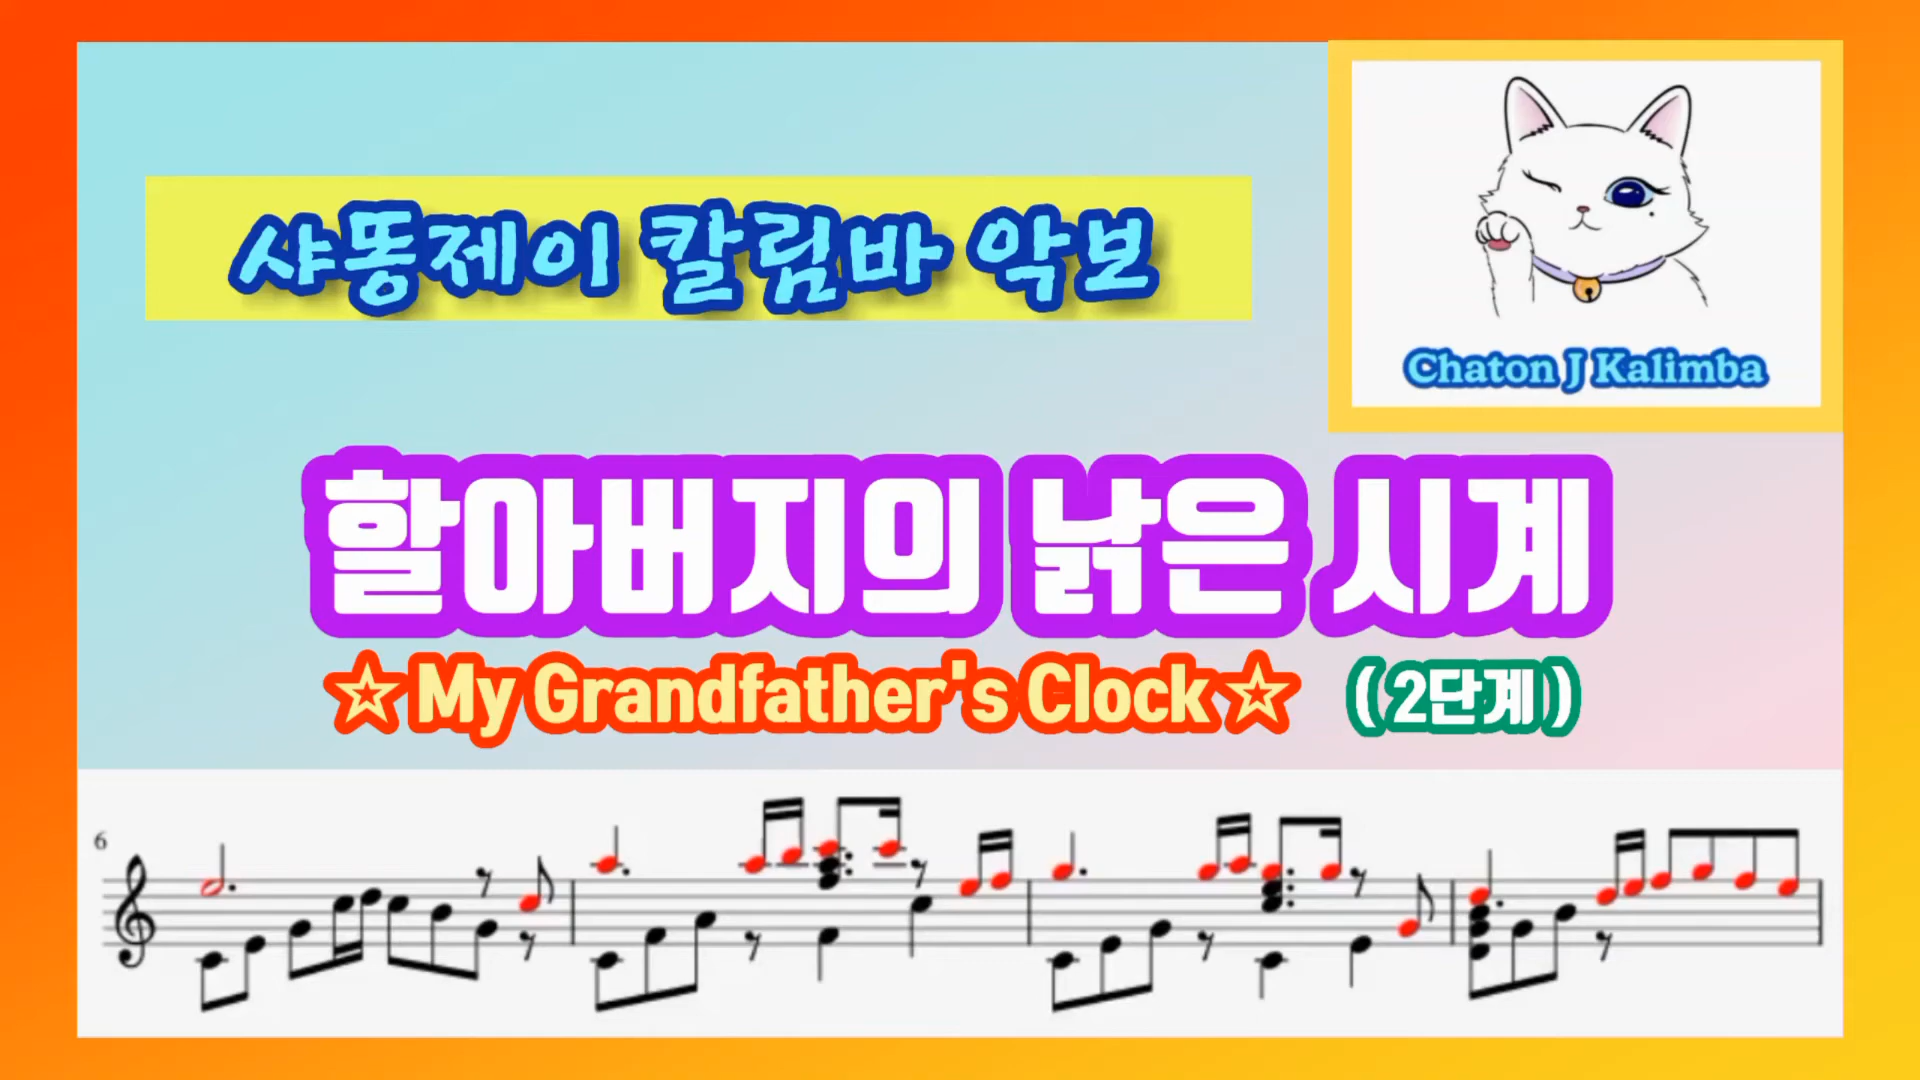 샤똥제이 칼림바 악보
Chaton J Kalimba
할아버지의 낡은 시계
☆My Grandfather's Clock☆ (2단계)
6